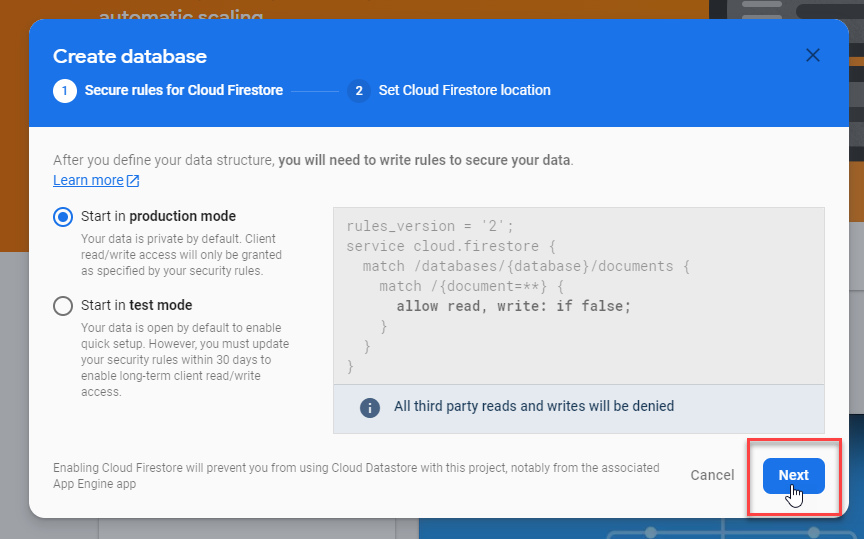 automatic scaling
Create database
1 Secure rules for Cloud Firestore 2 Set Cloud Firestore location
After you define your data structure, you will need to write rules to secure your data.
Learn more
Start in production mode
Your data is private by default. Client
read/write access will only be granted
as specified by your security rules.
Start in test mode
Your data is open by default to enable
quick setup. However, you must update
your security rules within 30 days to
enable long-term client read/write
access.
rules_version = '2';
service cloud.firestore {
match /databases/{database}/documents {
match /{document=**} {
allow read, write: if false;
}
}
}
All third party reads and writes will be denied
Enabling Cloud Firestore will prevent you from using Cloud Datastore with this project, notably from the associated
App Engine app
Cancel Next